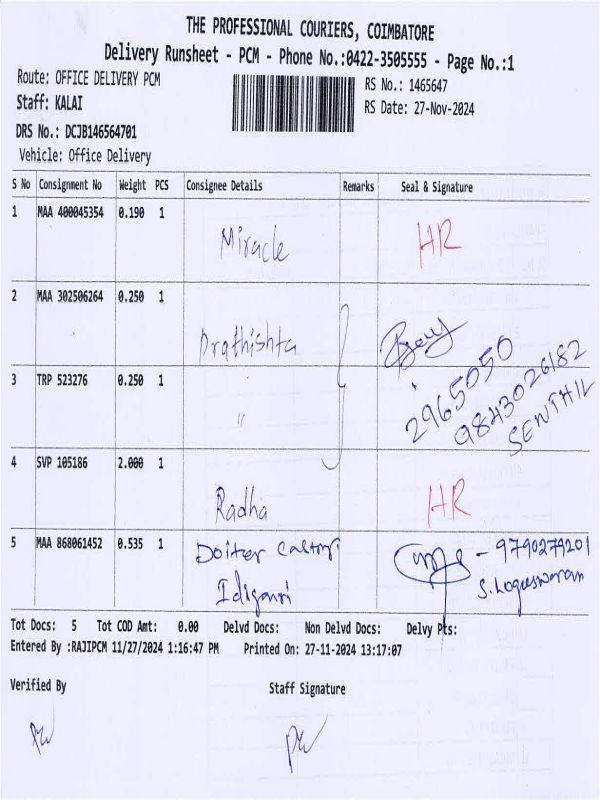 THE PROFESSIONAL COURIERS, COIMBATORE
Delivery Runsheet - PCM - Phone No.:0422-3505555 - Page No.:1
Route: OFFICE DELIVERY PCM
RS No.: 1465647
Staff: KALAI
RS Date: 27-Nov-2024
DRS No.: DCJB146564701
Vehicle: Office Delivery
S No Consignment No Weight PCS Consignee Details Remarks Seal & Signature
1 MAA 400045354 0.190 1 Miracle HR
2 MAA 302506264 0.250 1 Prathishta
3 TRP 523276 0.250 1 "
2965050
9843026182
SENTHIL
4 SVP 105186 2.000 1 Radha HR
5 MAA 868061452 0.535 1 Doiter - 9790279201
Idigarri S. Logeswaran
Tot Docs: 5 Tot COD Amt: 0.00 Delvd Docs: Non Delvd Docs: Delvy Pts:
Entered By :RAJIPCM 11/27/2024 1:16:47 PM Printed On: 27-11-2024 13:17:07
Verified By Staff Signature